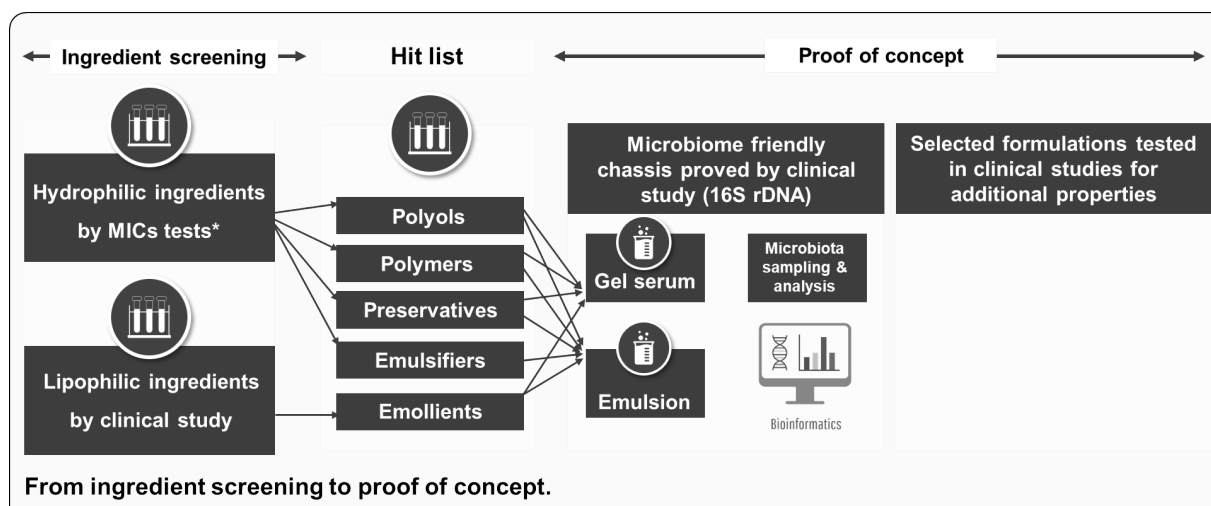 Ingredient screening
Hit list
Proof of concept
Hydrophilic ingredients
by MICs tests*
Lipophilic ingredients
by clinical study
Polyols
Polymers
Preservatives
Emulsifiers
Emollients
Microbiome friendly
chassis proved by clinical
study (16S rDNA)
Gel serum
Emulsion
Microbiota
sampling &
analysis
Bioinformatics
Selected formulations tested
in clinical studies for
additional properties
From ingredient screening to proof of concept.